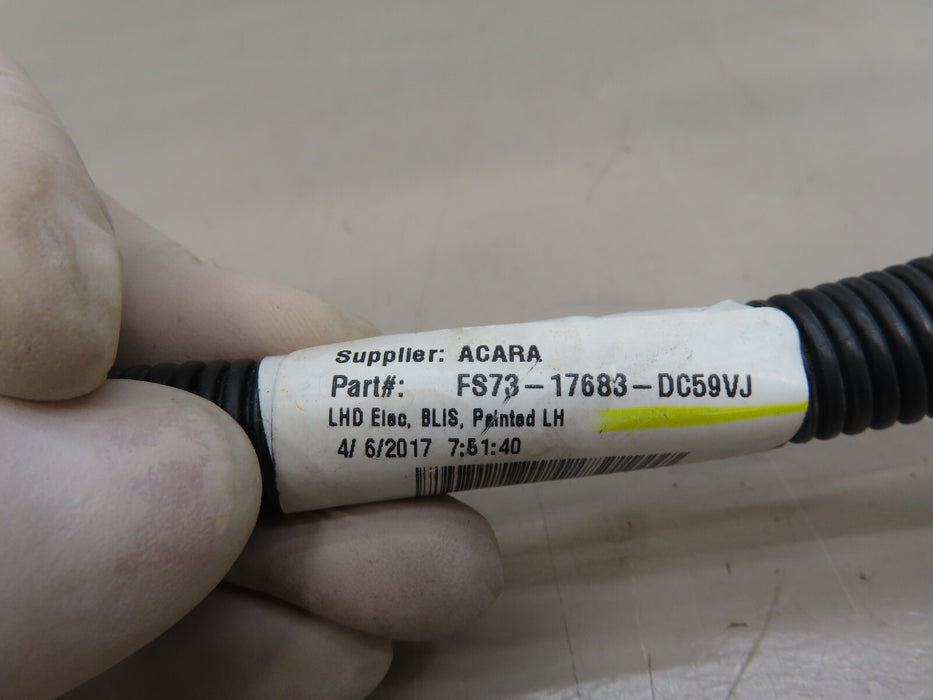 Supplier: ACARA
Part#: FS73-17683-DC59VJ
LHD Elec, BLIS, Painted LH
4/ 6/2017 7:51:40